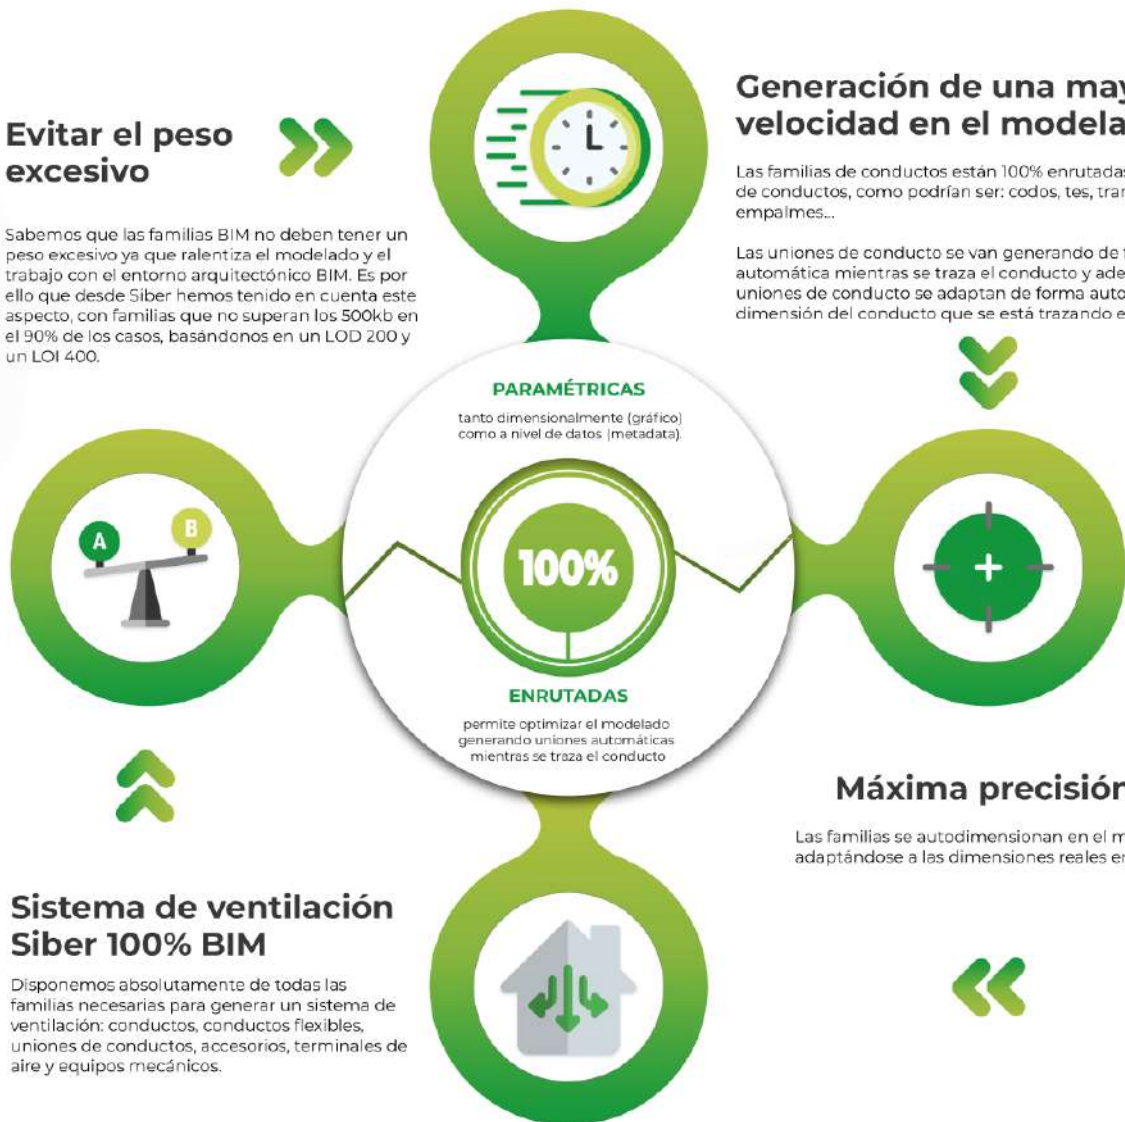 Evitar el peso
excesivo
Sabemos que las familias BIM no deben tener un
peso excesivo ya que ralentiza el modelado y el
trabajo con el entorno arquitectónico BIM. Es por
ello que desde Siber hemos tenido en cuenta este
aspecto, con familias que no superan los 500kb en
el 90% de los casos, basándonos en un LOD 200 y
un LOI 400.
Generación de una
velocidad en el
Las familias de conductos están 100% enrutadas
de conductos, como podrían ser: codos, tes,
empalmes...
Las uniones de conducto se van generando de
automática mientras se traza el conducto y
uniones de conducto se adaptan de forma
dimensión del conducto que se está trazando
PARAMÉTRICAS
tanto dimensionalmente (gráfico)
como a nivel de datos (metadata).
A
B
100%
ENRUTADAS
permite optimizar el modelado
generando uniones automáticas
mientras se traza el conducto
Máxima precisión
Las familias se autodimensionan en el
adaptándose a las dimensiones reales
Sistema de ventilación
Siber 100% BIM
Disponemos absolutamente de todas las
familias necesarias para generar un sistema de
ventilación: conductos, conductos flexibles,
uniones de conductos, accesorios, terminales de
aire y equipos mecánicos.